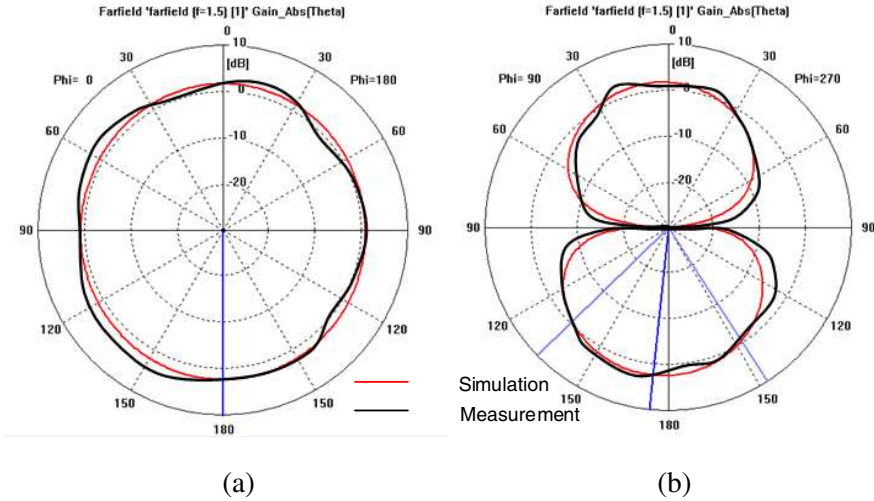 Farfield 'farfield (f=1.5) [1]' Gain_Abs(Theta)
0
10
30
[dB]
30
Phi= 0
Phi=180
0
60
60
-10
-20
90
90
120
120
150
150
180
(a)
Farfield 'farfield (f=1.5) [1]' Gain_Abs(Theta)
0
10
30
[dB]
30
Phi= 90
Phi=270
0
60
60
-10
-20
90
90
120
120
150
150
180
(b)
Simulation
Measurement